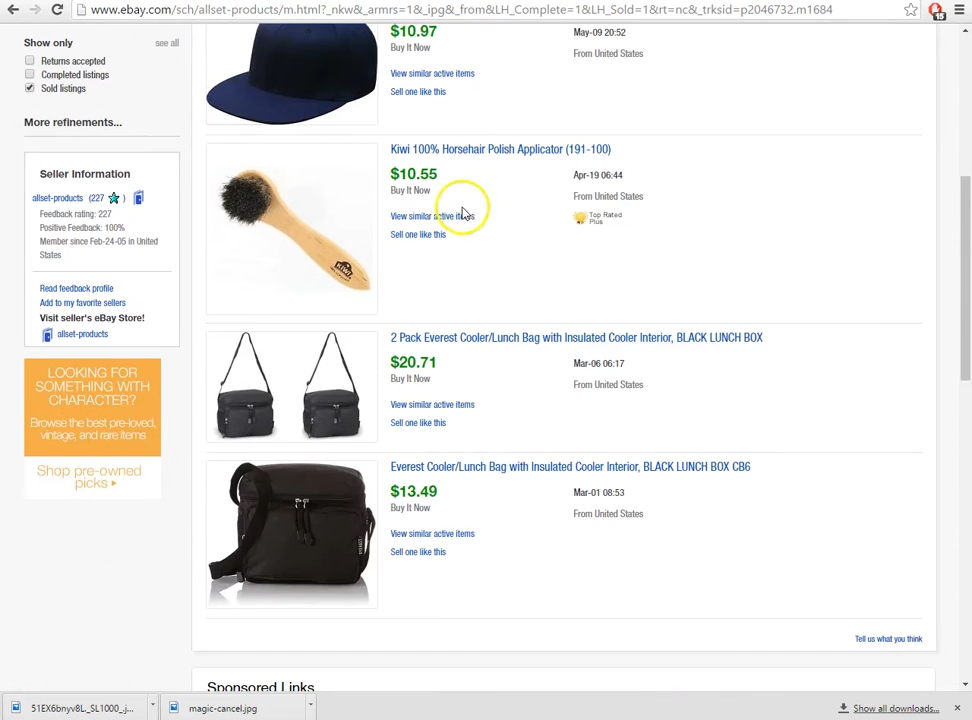 www.ebay.com/sch/allset-products/m.html?_nkw&_armrs=1&_ipg&_from&LH_Complete=1&LH_Sold=1&rt=nc&_trksid=p2046732.m1684
15
Show only
see all
Returns accepted
Completed listings
Sold listings
More refinements...
Seller Information
allset-products (227 )
Feedback rating: 227
Positive Feedback: 100%
Member since Feb-24-05 in United
States
Read feedback profile
Add to my favorite sellers
Visit seller's eBay Store!
allset-products
LOOKING FOR
SOMETHING WITH
CHARACTER?
Browse the best pre-loved,
vintage, and rare items
Shop pre-owned
picks
$10.97
May-09 20:52
Buy It Now
From United States
View similar active items
Sell one like this
Kiwi 100% Horsehair Polish Applicator (191-100)
$10.55
Apr-19 06:44
Buy It Now
From United States
View similar active items
Top Rated
Plus
Sell one like this
KIWI
2 Pack Everest Cooler/Lunch Bag with Insulated Cooler Interior, BLACK LUNCH BOX
$20.71
Mar-06 06:17
Buy It Now
From United States
View similar active items
Sell one like this
Everest Cooler/Lunch Bag with Insulated Cooler Interior, BLACK LUNCH BOX CB6
$13.49
Mar-01 08:53
Buy It Now
From United States
View similar active items
Sell one like this
Tell us what you think
Sponsored Links
51EX6bnyv8L._SL1000_.j...
magic-cancel.jpg
Show all downloads...